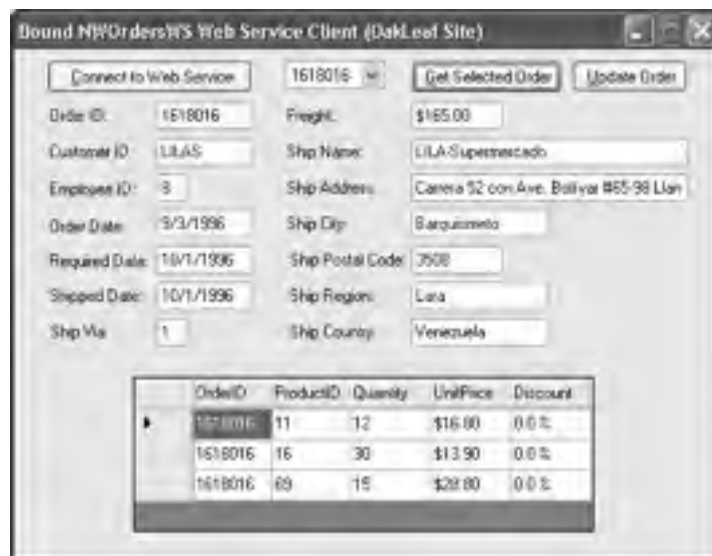 Bound NWOrdersWS Web Service Client (OakLeaf Site)
Connect to Web Service 1618016 Get Selected Order Update Order
Order ID: 1618016 Freight: $165.00
Customer ID: LILAS Ship Name: LILA-Supermercado
Employee ID: Ship Address: Carrera 52 con Ave. Bolívar #65-98 Llan
Order Date: 9/3/1996 Ship City: Barquisimeto
Required Date: 10/1/1996 Ship Postal Code: 3508
Shipped Date: 10/1/1996 Ship Region: Lara
Ship Via: 1 Ship Country: Venezuela
OrderID ProductID Quantity UnitPrice Discount
1618016 11 12 $16.80 0.0 %
1618016 16 30 $13.90 0.0 %
1618016 69 15 $28.80 0.0 %